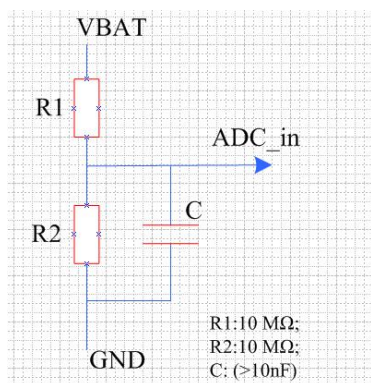 VBAT
R1
ADC_in
C
R2
R1:10 MΩ;
R2:10 MΩ;
GND
C: (>10nF)